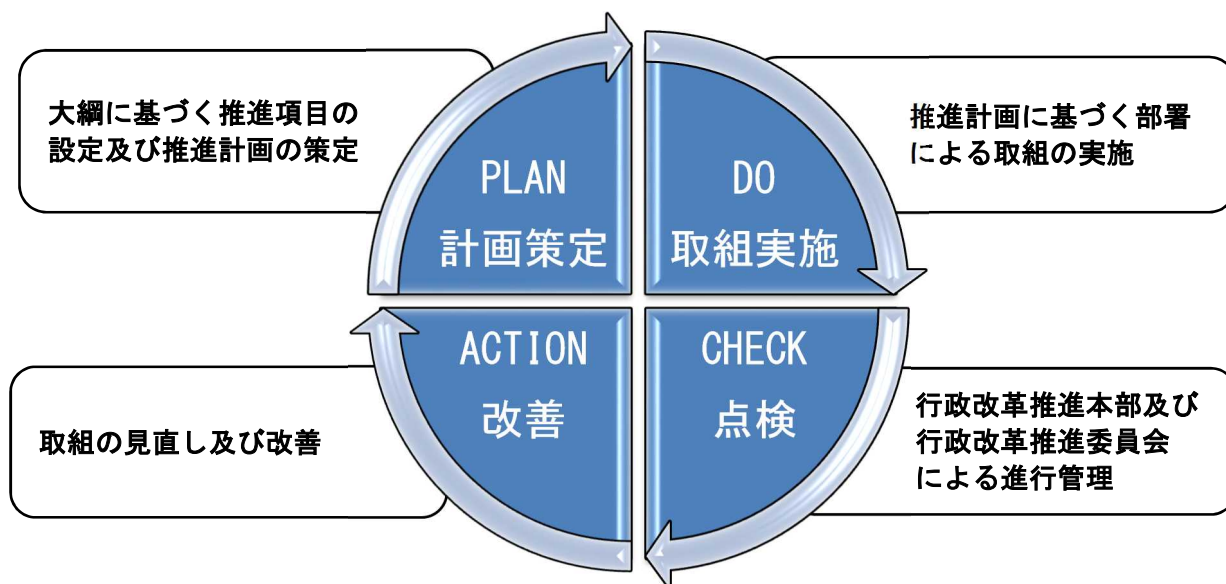 大綱に基づく推進項目の
設定及び推進計画の策定
PLAN
計画策定
DO
取組実施
推進計画に基づく部署
による取組の実施
取組の見直し及び改善
ACTION
改善
CHECK
点検
行政改革推進本部及び
行政改革推進委員会
による進行管理